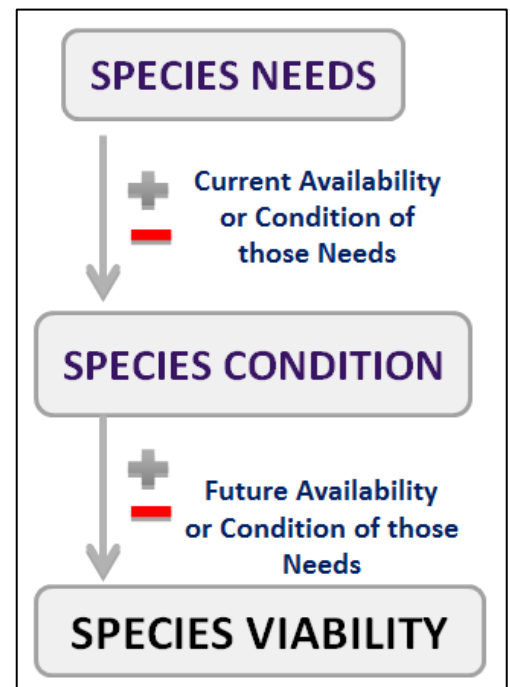 SPECIES NEEDS
Current Availability
or Condition of
those Needs
SPECIES CONDITION
Future Availability
or Condition of those
Needs
SPECIES VIABILITY